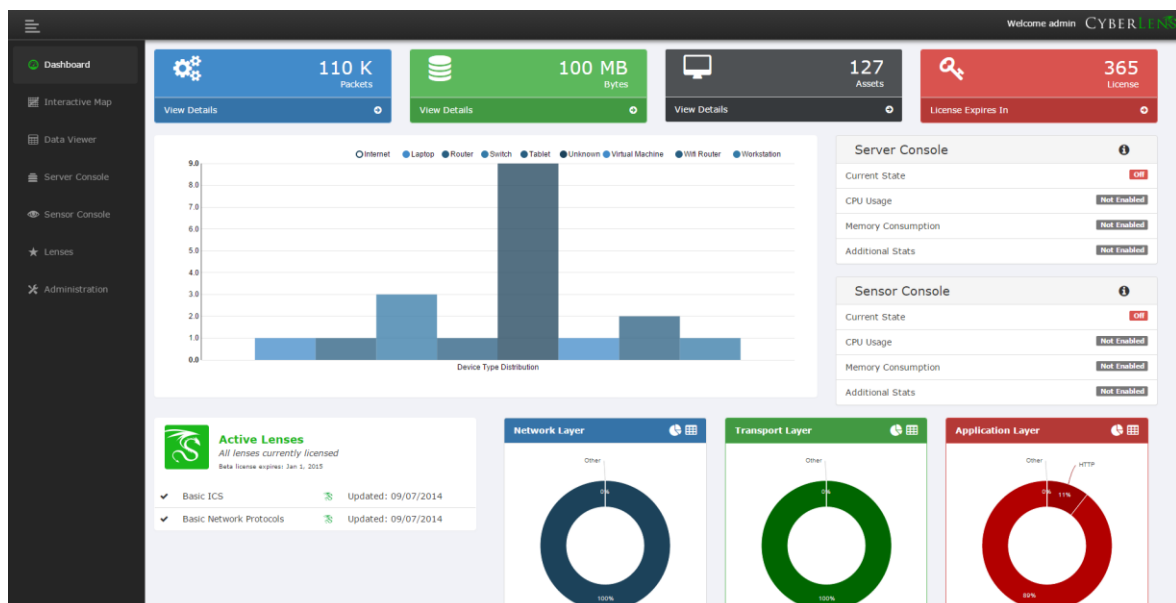 Welcome admin CYBERLENS
Dashboard
Interactive Map
Data Viewer
Server Console
Sensor Console
Lenses
Administration
110 K
Packets
View Details
100 MB
Bytes
View Details
127
Assets
View Details
365
License
License Expires In
Internet Laptop Router Switch Tablet Unknown Virtual Machine Wifi Router Workstation
9.0
8.0
7.0
6.0
5.0
4.0
3.0
2.0
1.0
0.0
Device Type Distribution
Server Console
Current State Off
CPU Usage Not Enabled
Memory Consumption Not Enabled
Additional Stats Not Enabled
Sensor Console
Current State Off
CPU Usage Not Enabled
Memory Consumption Not Enabled
Additional Stats Not Enabled
Active Lenses
All lenses currently licensed
Beta license expires: Jan 1, 2015
Basic ICS Updated: 09/07/2014
Basic Network Protocols Updated: 09/07/2014
Network Layer
Other
0%
100%
Transport Layer
Other
0%
100%
Application Layer
Other HTTP
0% 11%
89%